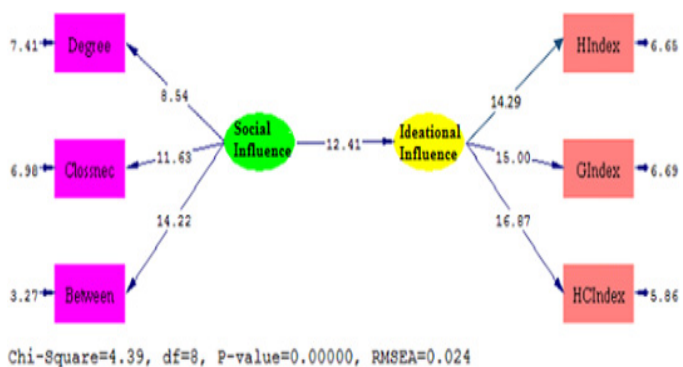 7.41 Degree
8.54
6.98 Clossnec
11.63
14.22
3.27 Between
Social
Influence
12.41
Ideational
Influence
14.29
15.00
16.87
HIndex 6.65
GIndex 6.69
HCIndex 5.86
Chi-Square=4.39, df=8, P-value=0.00000, RMSEA=0.024